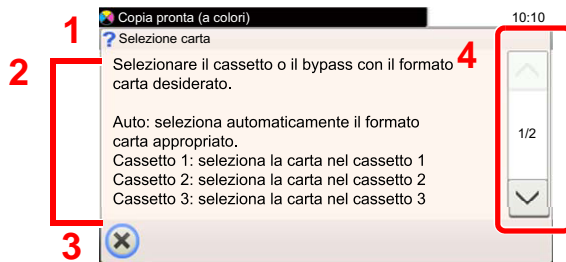 Copia pronta (a colori)
10:10
1
? Selezione carta
2
4
Selezionare il cassetto o il bypass con il formato
carta desiderato.
Auto: seleziona automaticamente il formato
carta appropriato.
1/2
Cassetto 1: seleziona la carta nel cassetto 1
Cassetto 2: seleziona la carta nel cassetto 2
Cassetto 3: seleziona la carta nel cassetto 3
3